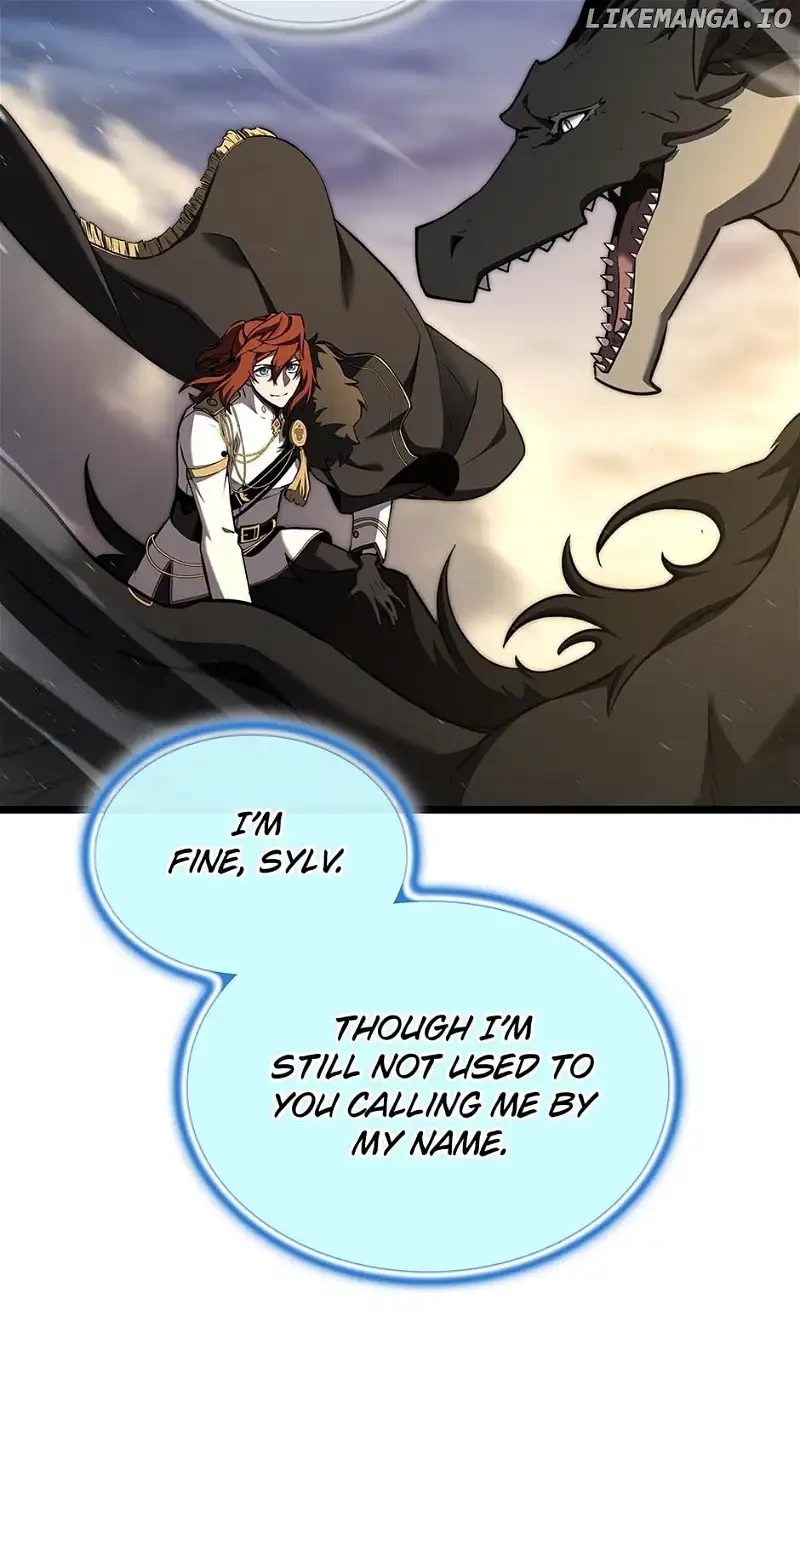 LIKEMANGA.IO
I'M
FINE, SYLV.
THOUGH I'M
STILL NOT USED TO
YOU CALLING ME BY
MY NAME.